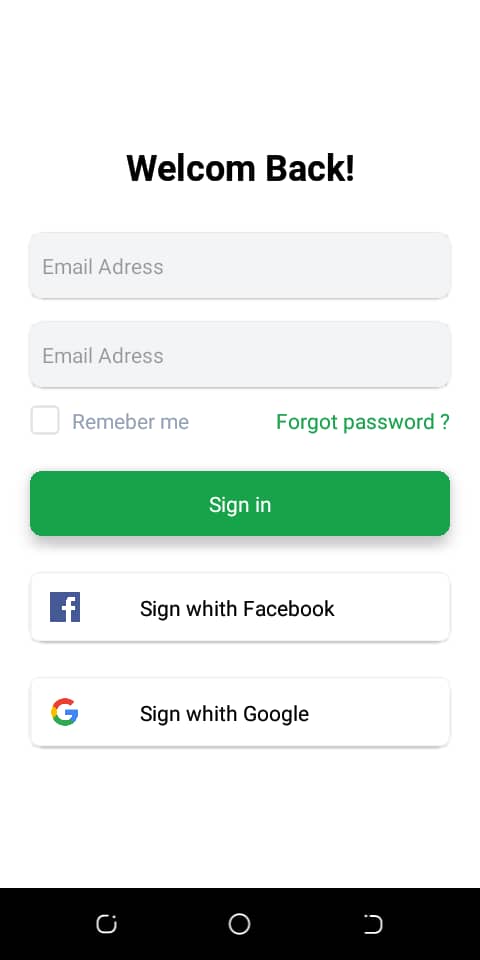 Welcom Back!
Email Adress
Email Adress
Remeber me
Forgot password ?
Sign in
Sign whith Facebook
Sign whith Google